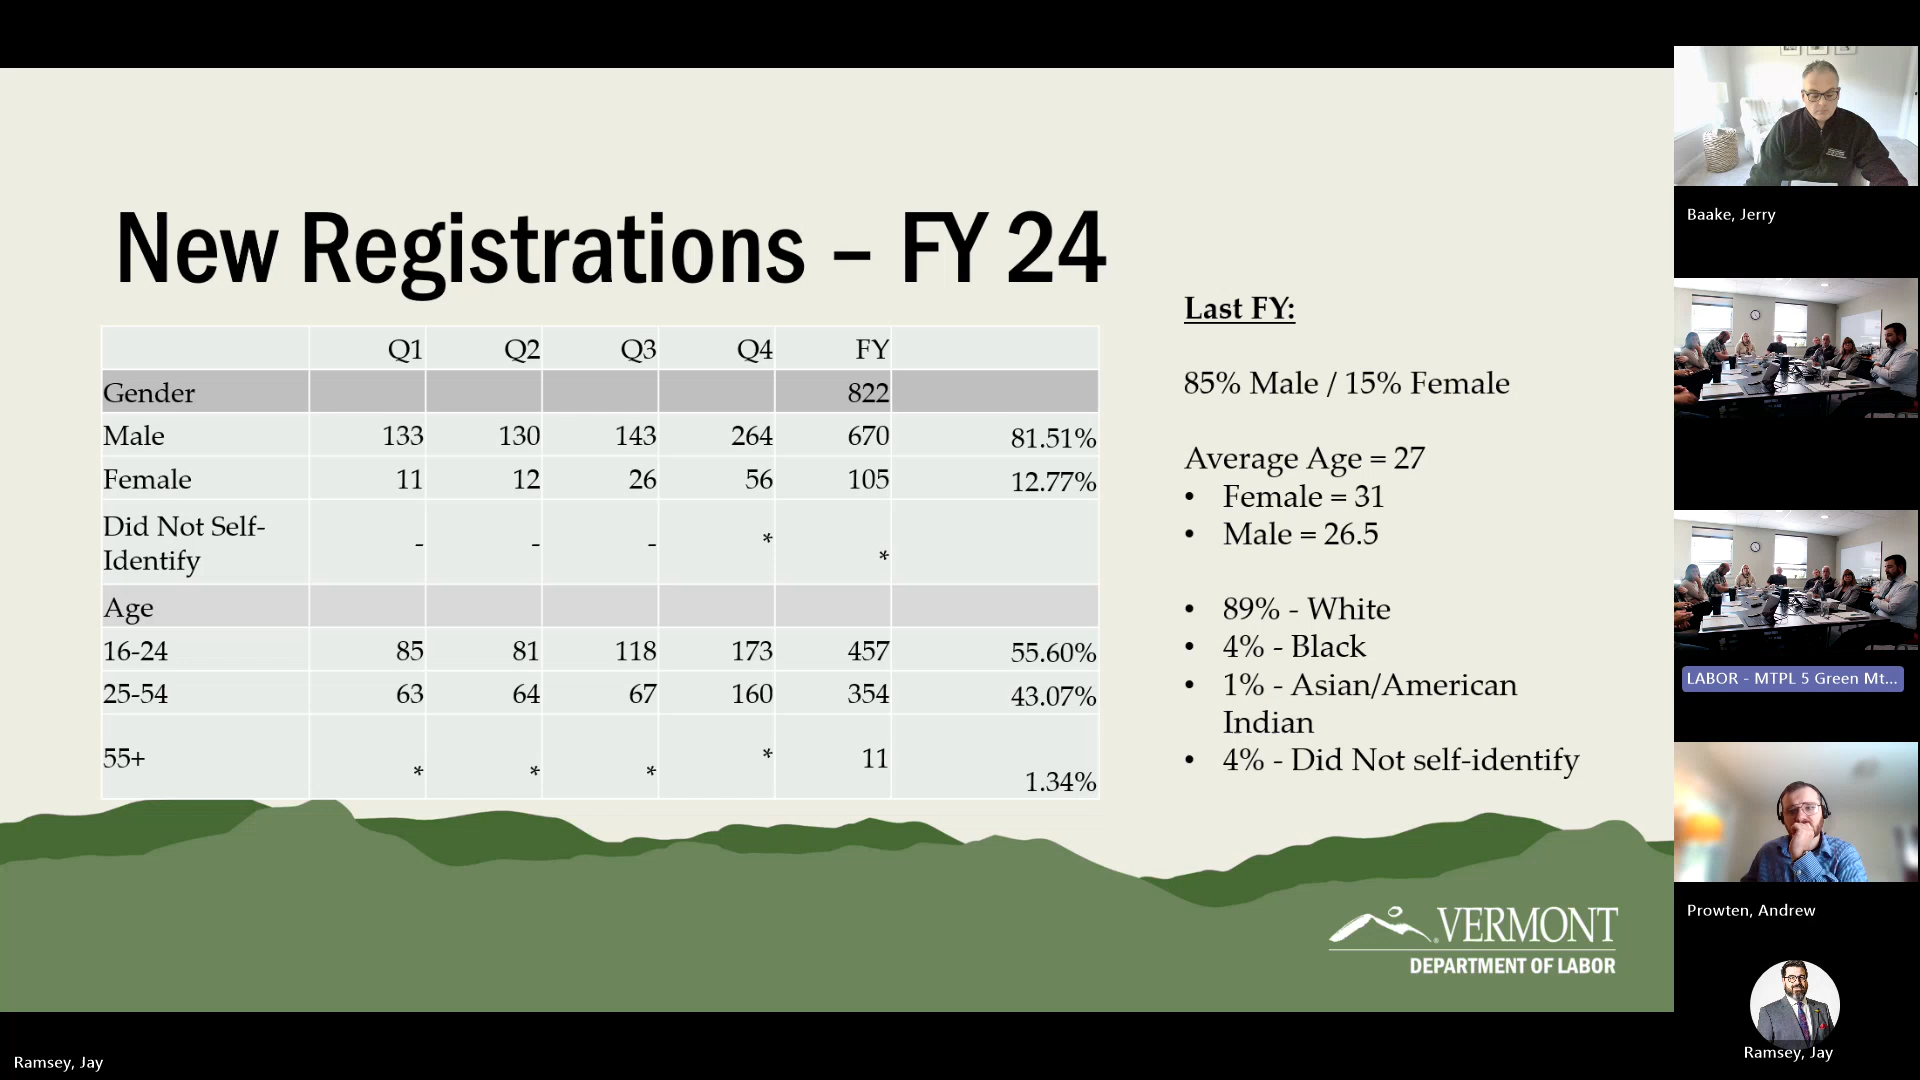 New Registrations – FY 24
Q1 Q2 Q3 Q4 FY
Gender 822
Male 133 130 143 264 670 81.51%
Female 11 12 26 56 105 12.77%
Did Not Self-
Identify - - - * *
Age
16-24 85 81 118 173 457 55.60%
25-54 63 64 67 160 354 43.07%
55+ * * * * 11 1.34%
Last FY:
85% Male / 15% Female
Average Age = 27
• Female = 31
• Male = 26.5
• 89% - White
• 4% - Black
• 1% - Asian/American
Indian
• 4% - Did Not self-identify
VERMONT
DEPARTMENT OF LABOR
Baake, Jerry
LABOR - MTPL 5 Green Mt...
Prowten, Andrew
Ramsey, Jay
Ramsey, Jay